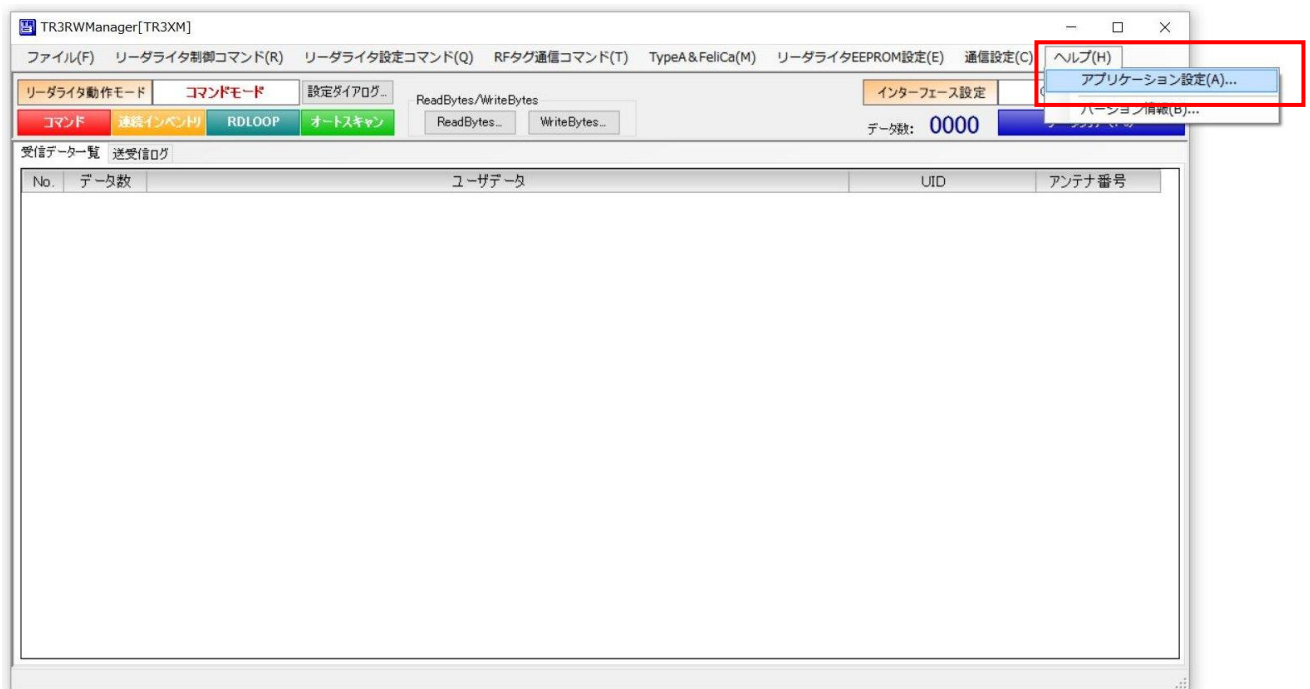 TR3RWManager[TR3XM]
ファイル(F) リーダライタ制御コマンド(R) リーダライタ設定コマンド(Q) RFタグ通信コマンド(T) TypeA&FeliCa(M) リーダライタEEPROM設定(E) 通信設定(C) ヘルプ(H)
アプリケーション設定(A)...
バージョン情報(B)...
リーダライタ動作モード コマンドモード 設定ダイアログ... ReadBytes/WriteBytes インターフェース設定
コマンド 連続インベントリ RDLOOP オートスキャン ReadBytes... WriteBytes... データ数: 0000
受信データ一覧 送受信ログ
No. データ数 ユーザデータ UID アンテナ番号